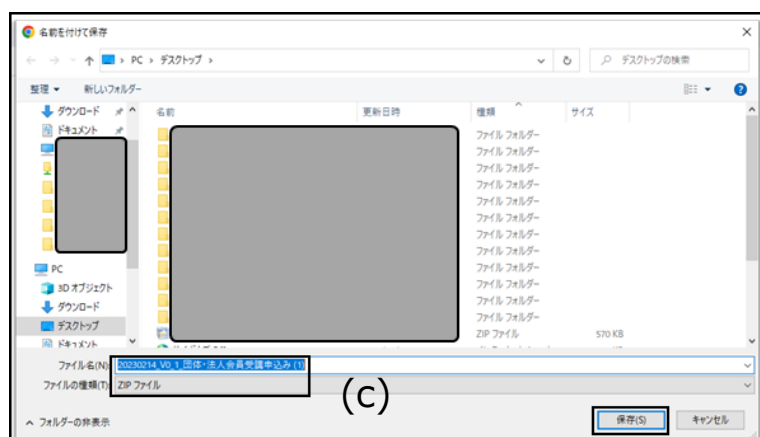 名前を付けて保存
PC › デスクトップ ›
デスクトップの検索
整理 新しいフォルダー
名前 更新日時 種類 サイズ
ダウンロード
ドキュメント
ファイル フォルダー
ファイル フォルダー
ファイル フォルダー
ファイル フォルダー
ファイル フォルダー
ファイル フォルダー
ファイル フォルダー
ファイル フォルダー
ファイル フォルダー
ファイル フォルダー
ファイル フォルダー
ファイル フォルダー
ZIP ファイル 570 KB
PC
3D オブジェクト
ダウンロード
デスクトップ
ドキュメント
ファイル名(N): 20230214_V0_1_団体・法人会員受講申込み (1)
ファイルの種類(T): ZIP ファイル
(c)
フォルダーの非表示
保存(S) キャンセル